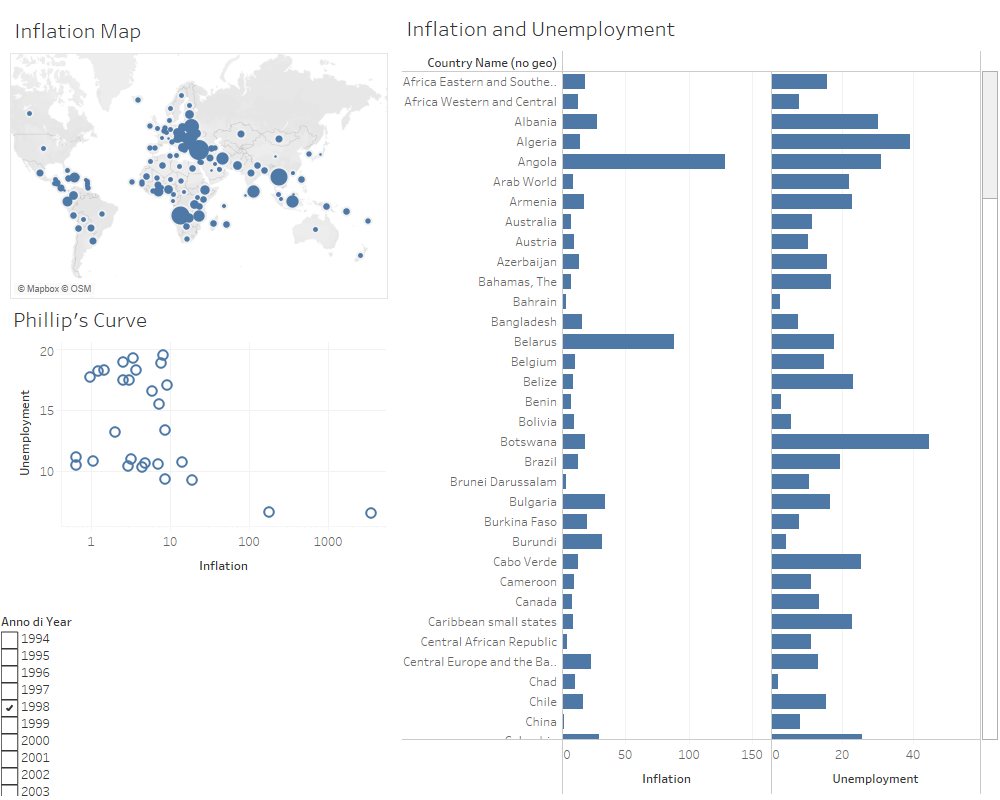 Inflation Map
© Mapbox © OSM
Phillip's Curve
20
15
10
Unemployment
1
10
100
1000
Inflation
Anno di Year
1994
1995
1996
1997
1998
1999
2000
2001
2002
2003
Inflation and Unemployment
Country Name (no geo)
Africa Eastern and Southe..
Africa Western and Central
Albania
Algeria
Angola
Arab World
Armenia
Australia
Austria
Azerbaijan
Bahamas, The
Bahrain
Bangladesh
Belarus
Belgium
Belize
Benin
Bolivia
Botswana
Brazil
Brunei Darussalam
Bulgaria
Burkina Faso
Burundi
Cabo Verde
Cameroon
Canada
Caribbean small states
Central African Republic
Central Europe and the Ba..
Chad
Chile
China
0 50 100 150 0 20 40
Inflation Unemployment